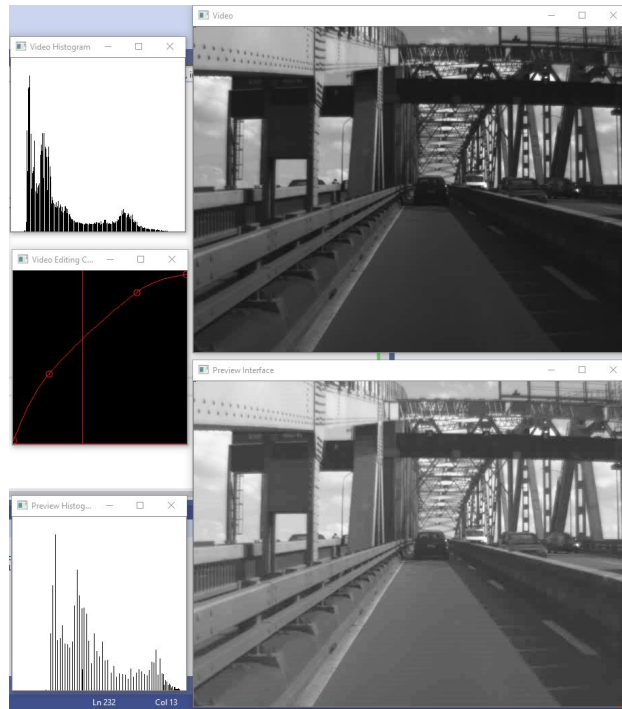 Video
Video Histogram
, i
Video Editing C...
Preview Interface
Preview Histog...
Ln 232
Col 13